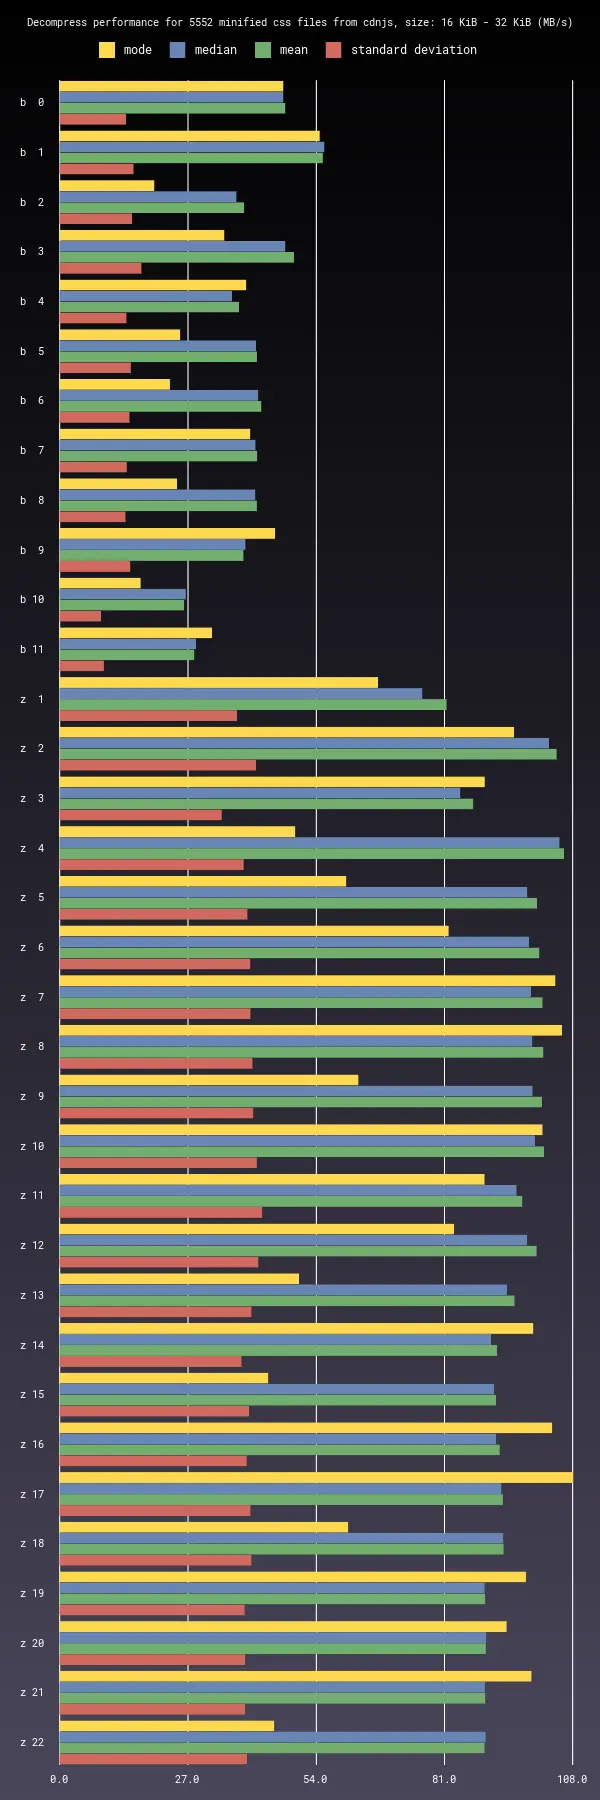 Decompress performance for 5552 minified css files from cdnjs, size: 16 KiB - 32 KiB (MB/s)
mode median mean standard deviation
b 0
b 1
b 2
b 3
b 4
b 5
b 6
b 7
b 8
b 9
b 10
b 11
z 1
z 2
z 3
z 4
z 5
z 6
z 7
z 8
z 9
z 10
z 11
z 12
z 13
z 14
z 15
z 16
z 17
z 18
z 19
z 20
z 21
z 22
0.0 27.0 54.0 81.0 108.0